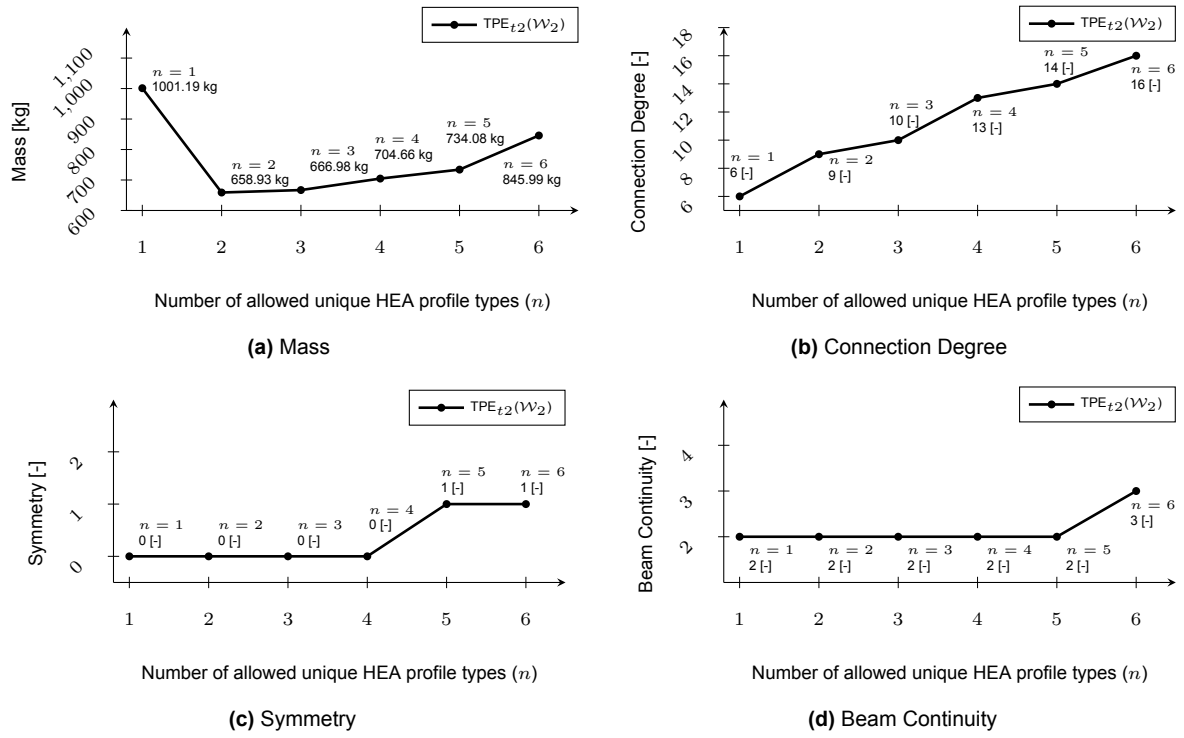 TPE_{t2}(𝒲_2)
1,100
1,000
900
800
700
600
Mass [kg]
n = 1
1001.19 kg
n = 2
658.93 kg
n = 3
666.98 kg
n = 4
704.66 kg
n = 5
734.08 kg
n = 6
845.99 kg
1 2 3 4 5 6
Number of allowed unique HEA profile types (n)
(a) Mass
TPE_{t2}(𝒲_2)
18
16
14
12
10
8
6
Connection Degree [-]
n = 1
6 [-]
n = 2
9 [-]
n = 3
10 [-]
n = 4
13 [-]
n = 5
14 [-]
n = 6
16 [-]
1 2 3 4 5 6
Number of allowed unique HEA profile types (n)
(b) Connection Degree
TPE_{t2}(𝒲_2)
2
1
0
Symmetry [-]
n = 1
0 [-]
n = 2
0 [-]
n = 3
0 [-]
n = 4
0 [-]
n = 5
1 [-]
n = 6
1 [-]
1 2 3 4 5 6
Number of allowed unique HEA profile types (n)
(c) Symmetry
TPE_{t2}(𝒲_2)
4
3
2
Beam Continuity [-]
n = 1
2 [-]
n = 2
2 [-]
n = 3
2 [-]
n = 4
2 [-]
n = 5
2 [-]
n = 6
3 [-]
1 2 3 4 5 6
Number of allowed unique HEA profile types (n)
(d) Beam Continuity